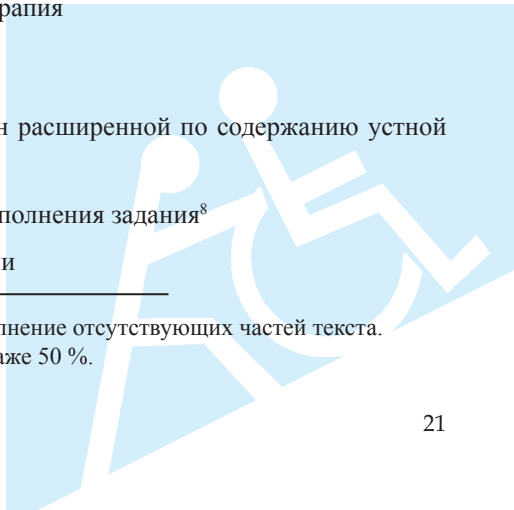 рапия
н расширенной по содержанию устной
полнения задания⁸
и
лнение отсутствующих частей текста.
аже 50 %.
21